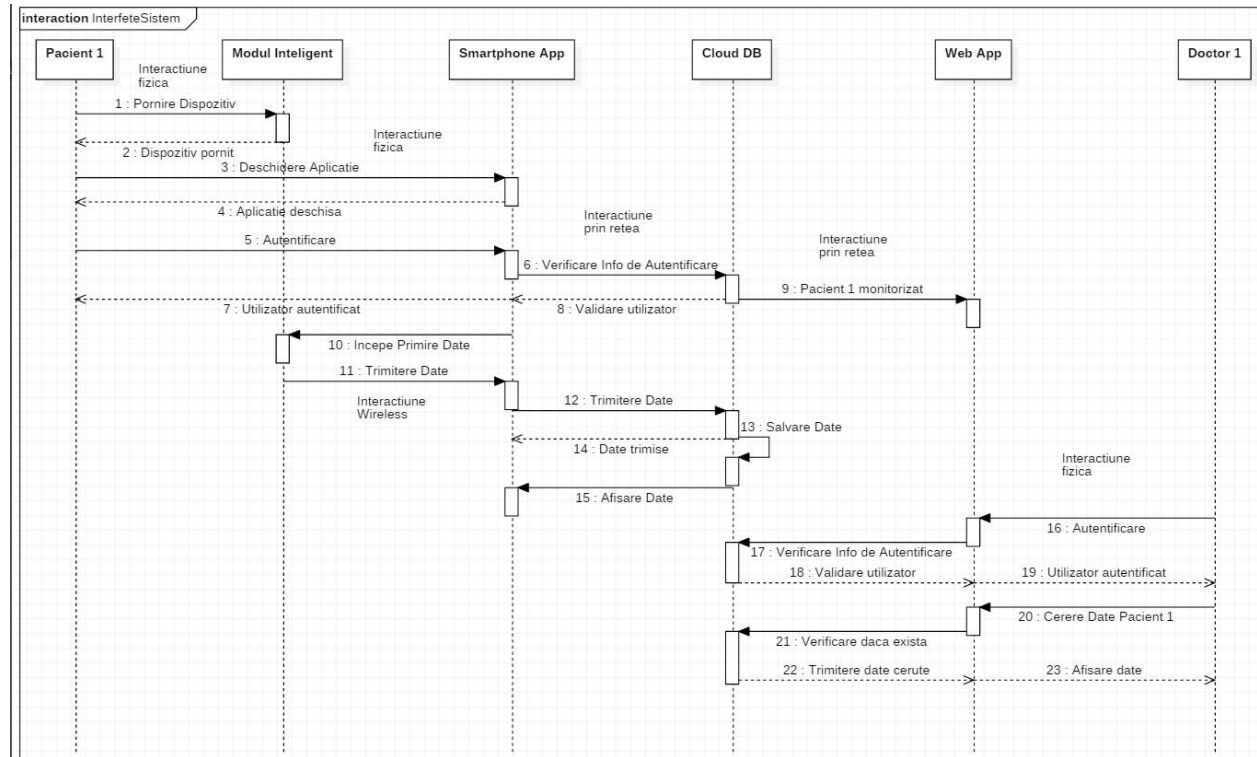 interaction InterfeteSistem
Pacient 1
Modul Inteligent
Smartphone App
Cloud DB
Web App
Doctor 1
Interactiune
fizica
1 : Pornire Dispozitiv
2 : Dispozitiv pornit
Interactiune
fizica
3 : Deschidere Aplicatie
4 : Aplicatie deschisa
Interactiune
prin retea
5 : Autentificare
Interactiune
prin retea
6 : Verificare Info de Autentificare
9 : Pacient 1 monitorizat
7 : Utilizator autentificat
8 : Validare utilizator
10 : Incepe Primire Date
11 : Trimitere Date
Interactiune
Wireless
12 : Trimitere Date
13 : Salvare Date
14 : Date trimise
Interactiune
fizica
15 : Afisare Date
16 : Autentificare
17 : Verificare Info de Autentificare
18 : Validare utilizator
19 : Utilizator autentificat
20 : Cerere Date Pacient 1
21 : Verificare daca exista
22 : Trimitere date cerute
23 : Afisare date